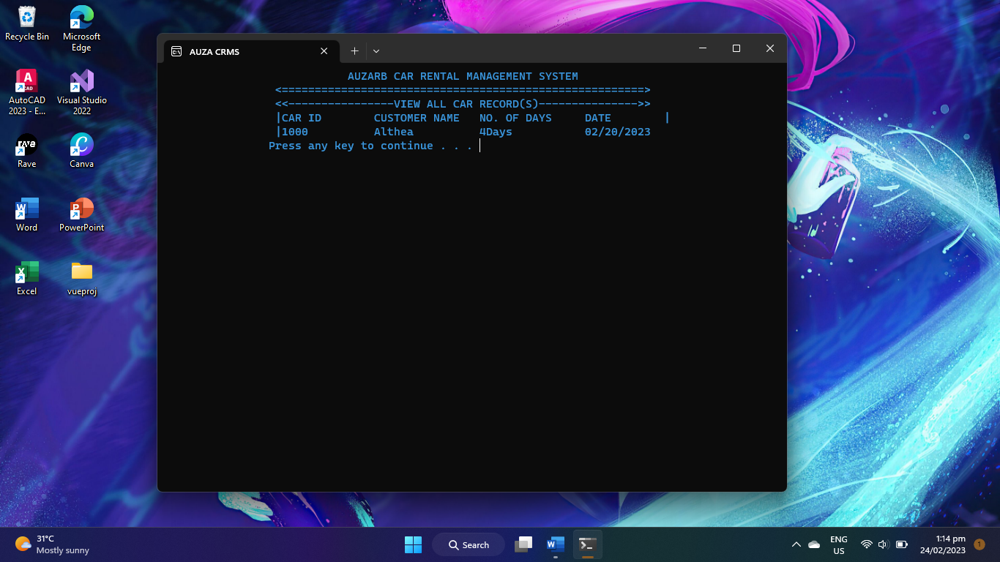 Recycle Bin
Microsoft
Edge
AutoCAD
2023 - E...
Visual Studio
2022
rave
Rave
Canva
Word
PowerPoint
Excel
vueproj
AUZA CRMS
AUZARB CAR RENTAL MANAGEMENT SYSTEM
<=======================================================>
<<----------------VIEW ALL CAR RECORD(S)--------------->>
|CAR ID CUSTOMER NAME NO. OF DAYS DATE |
|1000 Althea 4Days 02/20/2023
Press any key to continue . . .
31°C
Mostly sunny
Search
ENG
US
1:14 pm
24/02/2023
1